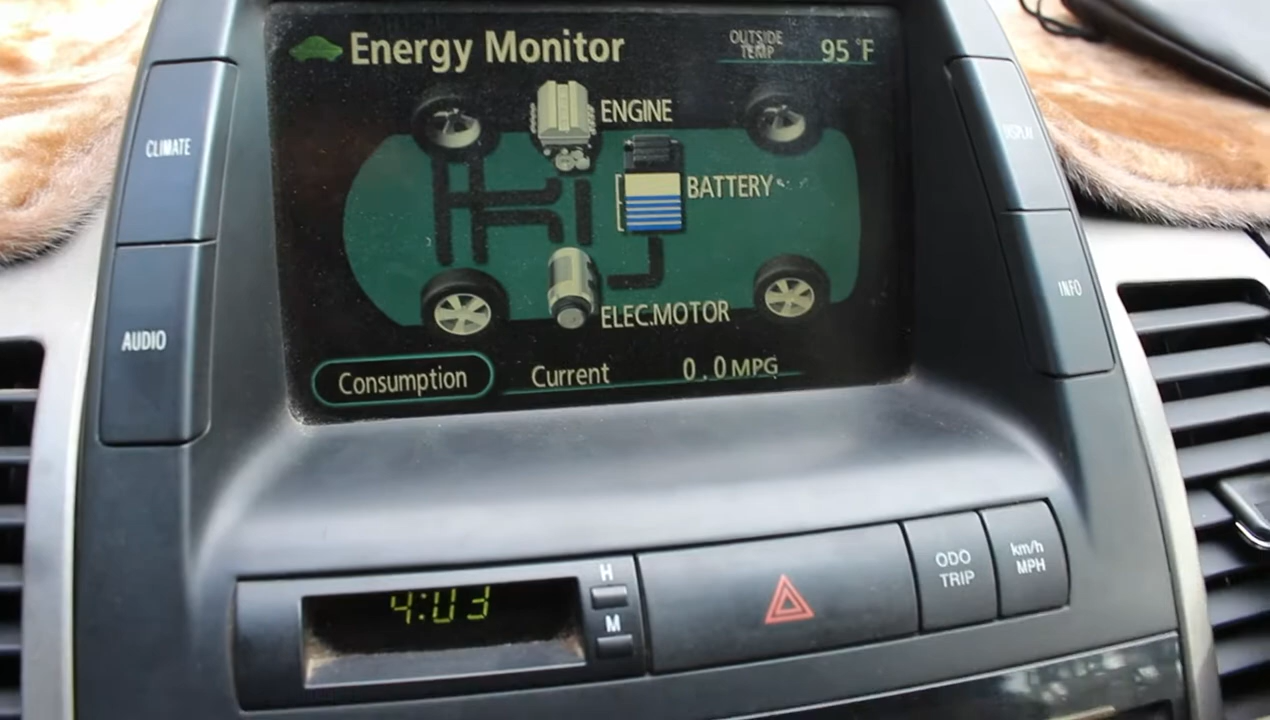 Energy Monitor
OUTSIDE
TEMP
95°F
CLIMATE
ENGINE
DISPLAY
BATTERY
INFO
AUDIO
ELEC.MOTOR
Consumption
Current
0.0 MPG
4:03
H
M
ODO
TRIP
km/h
MPH